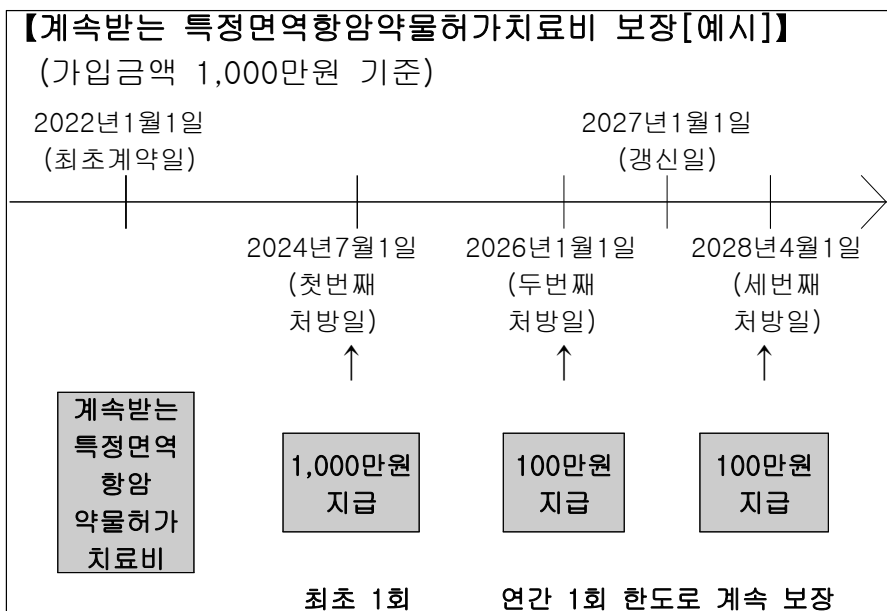 【계속받는 특정면역항암약물허가치료비 보장[예시]】
(가입금액 1,000만원 기준)
2022년1월1일
(최초계약일)
2027년1월1일
(갱신일)
2024년7월1일
(첫번째
처방일)
2026년1월1일
(두번째
처방일)
2028년4월1일
(세번째
처방일)
계속받는
특정면역
항암
약물허가
치료비
1,000만원
지급
100만원
지급
100만원
지급
최초 1회
연간 1회 한도로 계속 보장